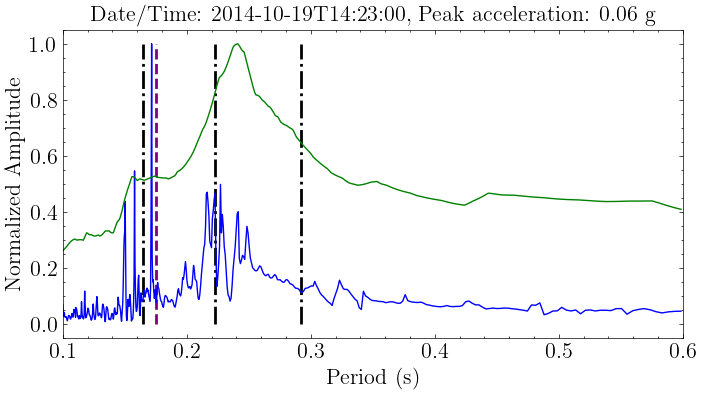 Date/Time: 2014-10-19T14:23:00, Peak acceleration: 0.06 g
1.0
0.8
0.6
0.4
0.2
0.0
Normalized Amplitude
0.1 0.2 0.3 0.4 0.5 0.6
Period (s)